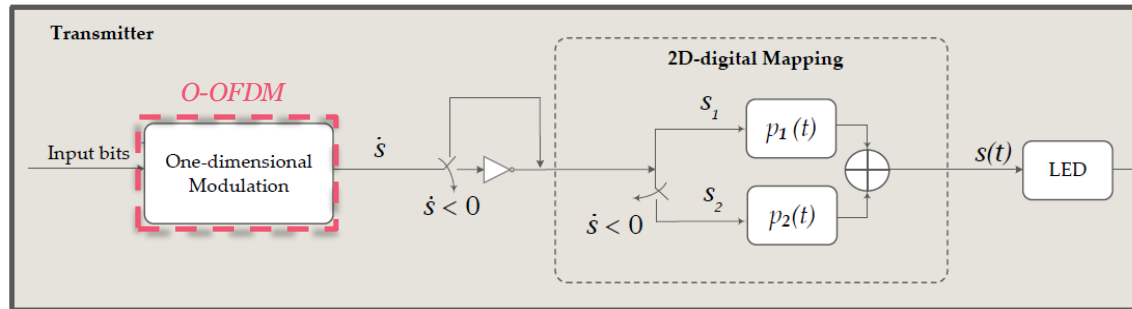 Transmitter
O-OFDM
2D-digital Mapping
Input bits
One-dimensional
Modulation
ṡ
ṡ < 0
ṡ < 0
s₁
p₁(t)
s₂
p₂(t)
s(t)
LED